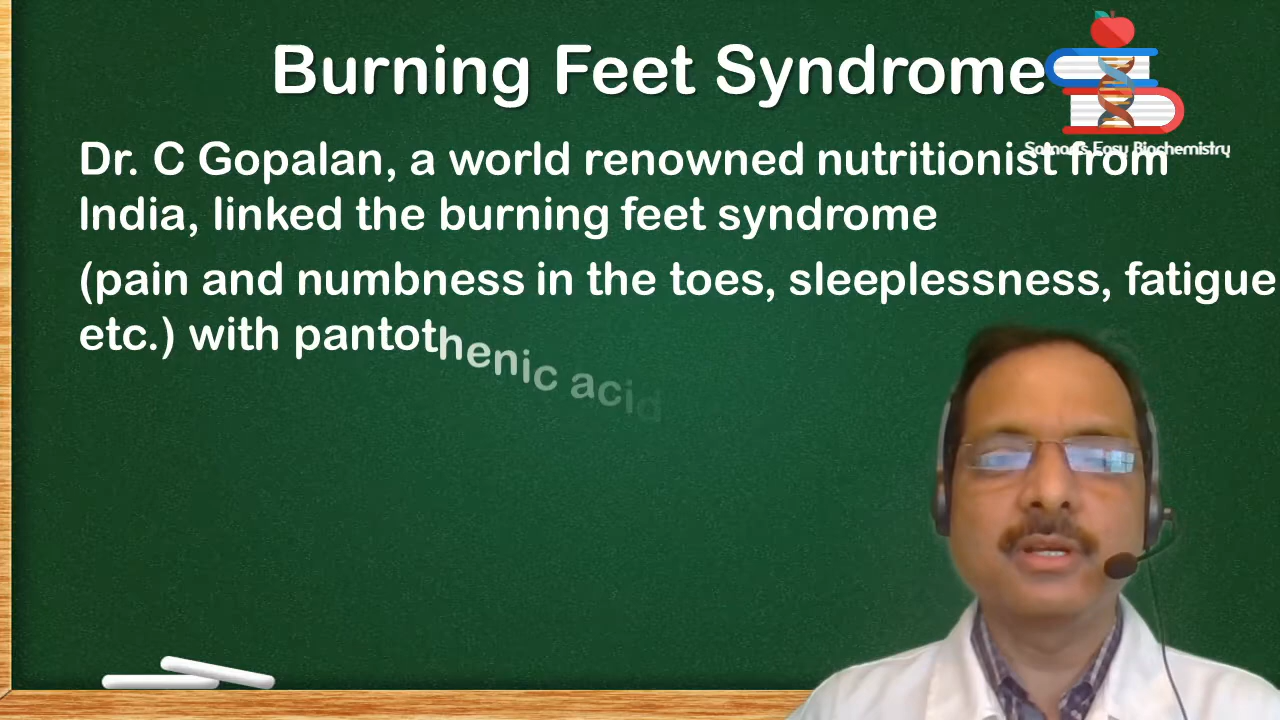 Burning Feet Syndrome
Dr. C Gopalan, a world renowned nutritionist from
India, linked the burning feet syndrome
(pain and numbness in the toes, sleeplessness, fatigue
etc.) with pantothenic acid
Easy Biochemistry